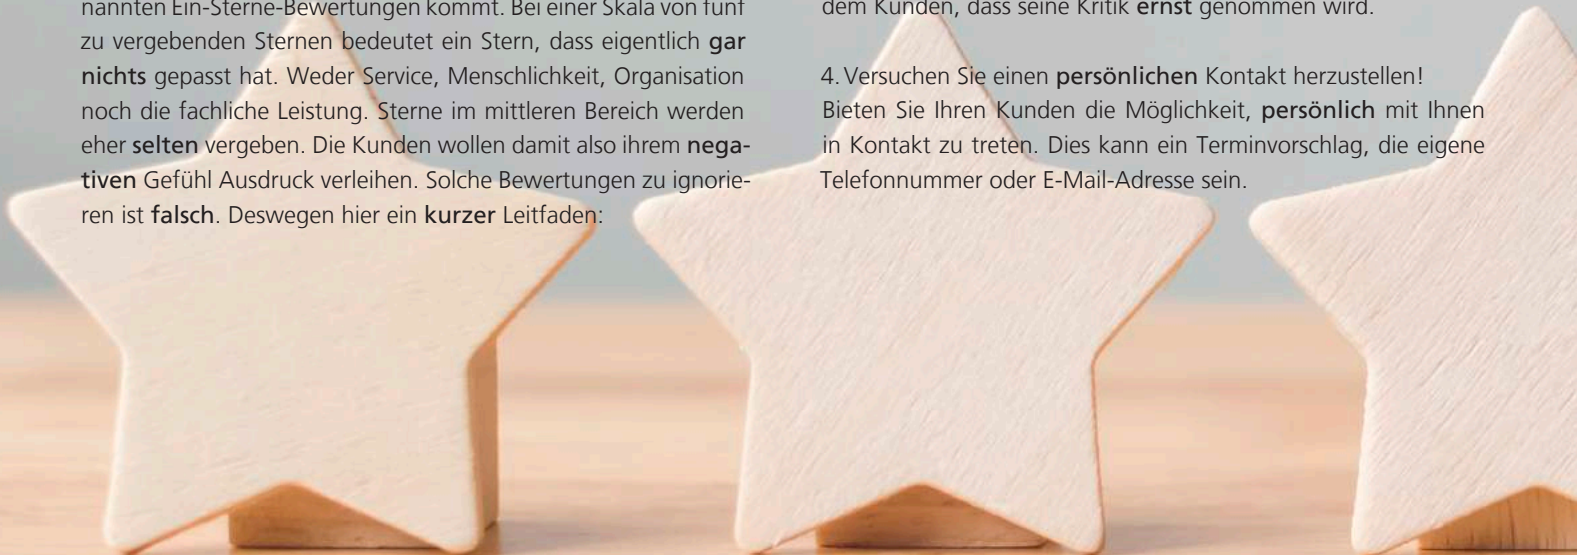 nannten Ein-Sterne-Bewertungen kommt. Bei einer Skala von fünf
zu vergebenden Sternen bedeutet ein Stern, dass eigentlich gar
nichts gepasst hat. Weder Service, Menschlichkeit, Organisation
noch die fachliche Leistung. Sterne im mittleren Bereich werden
eher selten vergeben. Die Kunden wollen damit also ihrem nega-
tiven Gefühl Ausdruck verleihen. Solche Bewertungen zu ignorie-
ren ist falsch. Deswegen hier ein kurzer Leitfaden:
dem Kunden, dass seine Kritik ernst genommen wird.
4. Versuchen Sie einen persönlichen Kontakt herzustellen!
Bieten Sie Ihren Kunden die Möglichkeit, persönlich mit Ihnen
in Kontakt zu treten. Dies kann ein Terminvorschlag, die eigene
Telefonnummer oder E-Mail-Adresse sein.